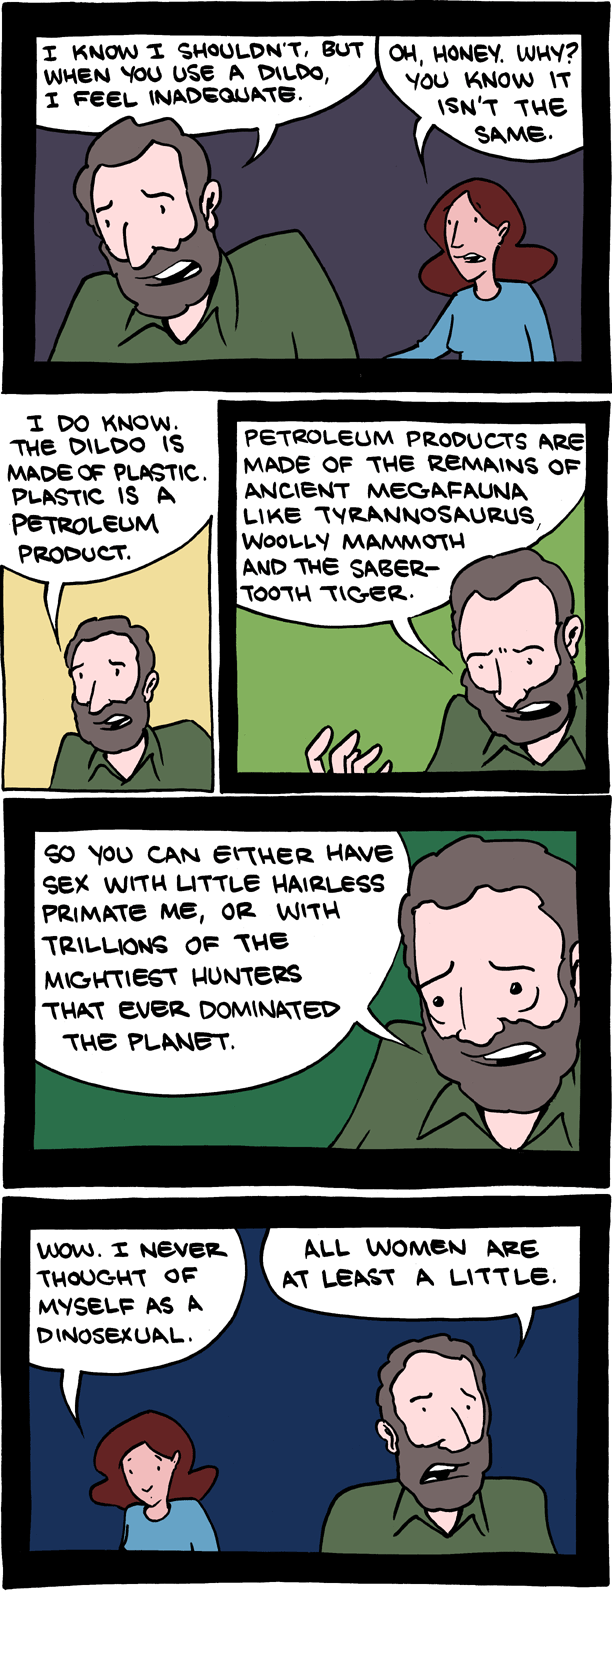 I KNOW I SHOULDN'T, BUT
WHEN YOU USE A DILDO,
I FEEL INADEQUATE.
OH, HONEY. WHY?
YOU KNOW IT
ISN'T THE
SAME.
I DO KNOW.
THE DILDO IS
MADE OF PLASTIC.
PLASTIC IS A
PETROLEUM
PRODUCT.
PETROLEUM PRODUCTS ARE
MADE OF THE REMAINS OF
ANCIENT MEGAFAUNA
LIKE TYRANNOSAURUS,
WOOLLY MAMMOTH
AND THE SABER-
TOOTH TIGER.
SO YOU CAN EITHER HAVE
SEX WITH LITTLE HAIRLESS
PRIMATE ME, OR WITH
TRILLIONS OF THE
MIGHTIEST HUNTERS
THAT EVER DOMINATED
THE PLANET.
WOW. I NEVER
THOUGHT OF
MYSELF AS A
DINOSEXUAL.
ALL WOMEN ARE
AT LEAST A LITTLE.